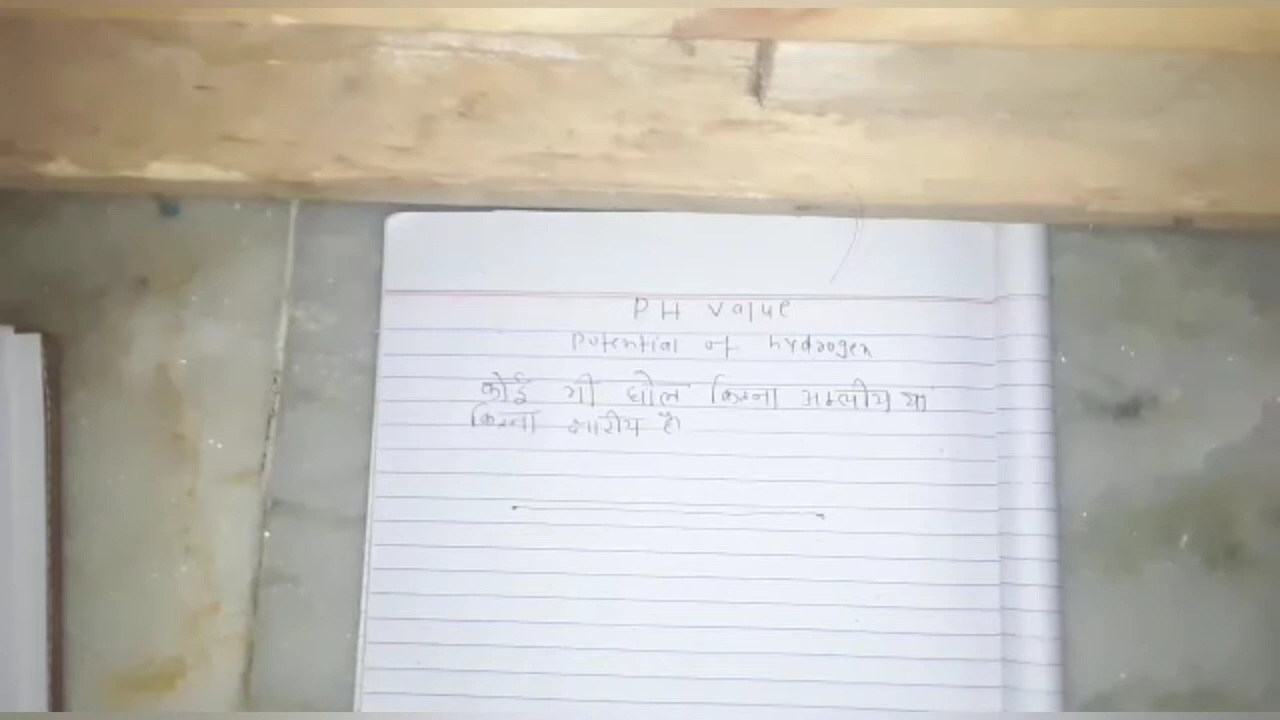 PH value
Potential of hydrogen
कोई भी घोल कितना अम्लीय या
कितना क्षारीय है।